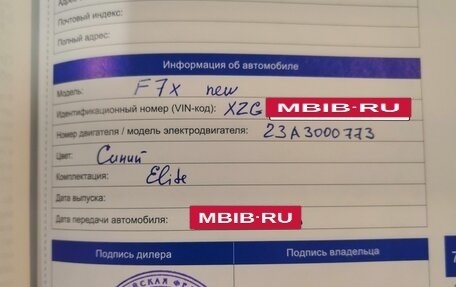 Почтовый индекс:
Полный адрес:
Информация об автомобиле
Модель: F7x new
Идентификационный номер (VIN-код): XZG MBIB-RU
Номер двигателя / модель электродвигателя: 23A3000773
Цвет: Синий
Комплектация: Elite
Дата выпуска:
Дата передачи автомобиля: MBIB-RU
Подпись дилера Подпись владельца